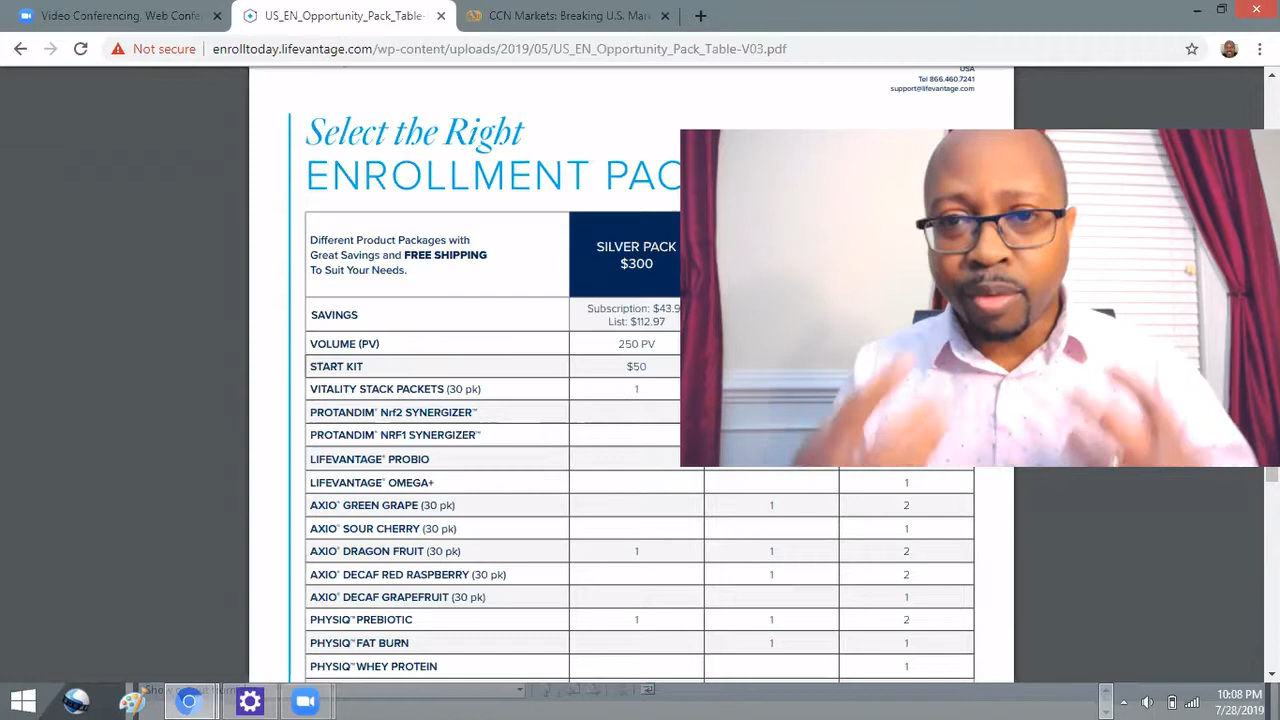 Video Conferencing, Web Confe
US_EN_Opportunity_Pack_Table-
CCN Markets: Breaking U.S. Mark
Not secure
enrolltoday.lifevantage.com/wp-content/uploads/2019/05/US_EN_Opportunity_Pack_Table-V03.pdf
USA
Tel 866.460.7241
support@lifevantage.com
Select the Right
ENROLLMENT PAC
Different Product Packages with
Great Savings and FREE SHIPPING
To Suit Your Needs.
SILVER PACK
$300
SAVINGS
Subscription: $43.9
List: $112.97
VOLUME (PV) 250 PV
START KIT $50
VITALITY STACK PACKETS (30 pk) 1
PROTANDIM® Nrf2 SYNERGIZER™
PROTANDIM® NRF1 SYNERGIZER™
LIFEVANTAGE® PROBIO
LIFEVANTAGE® OMEGA+ 1
AXIO® GREEN GRAPE (30 pk) 1 2
AXIO® SOUR CHERRY (30 pk) 1
AXIO® DRAGON FRUIT (30 pk) 1 1 2
AXIO® DECAF RED RASPBERRY (30 pk) 1 2
AXIO® DECAF GRAPEFRUIT (30 pk) 1
PHYSIQ™ PREBIOTIC 1 1 2
PHYSIQ™ FAT BURN 1 1
PHYSIQ™ WHEY PROTEIN 1
10:08 PM
7/28/2019